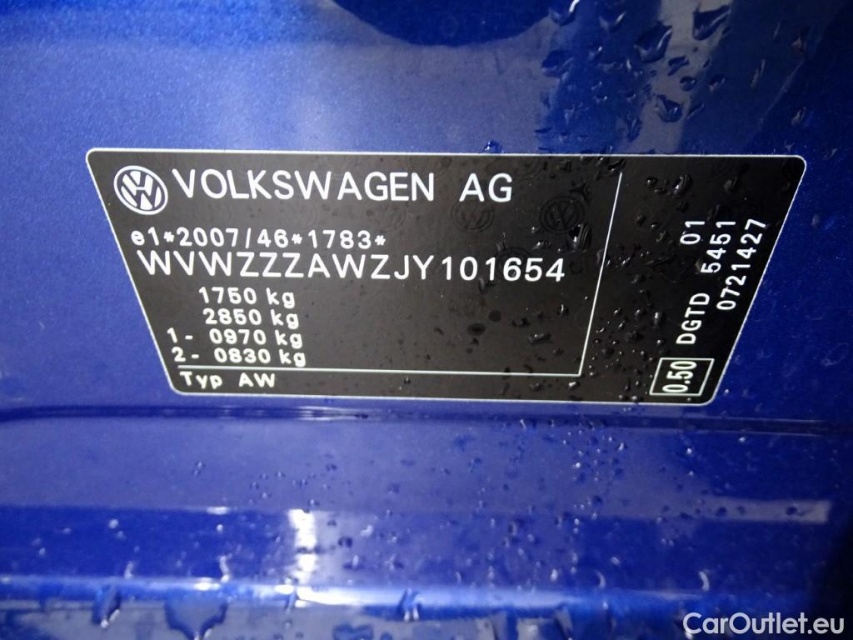 VOLKSWAGEN AG
e1*2007/46*1783*
WVWZZZAWZJY101654
1750 kg
2850 kg
1- 0970 kg
2- 0830 kg
Typ AW
01
DGTD 5451
0721427
0.50
CarOutlet.eu